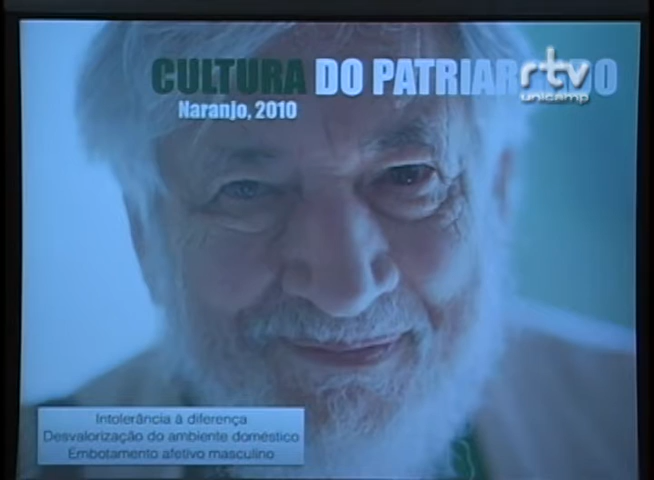 CULTURA DO PATRIAR
Naranjo, 2010
rtv
unicamp
Intolerância à diferença
Desvalorização do ambiente doméstico
Embotamento afetivo masculino